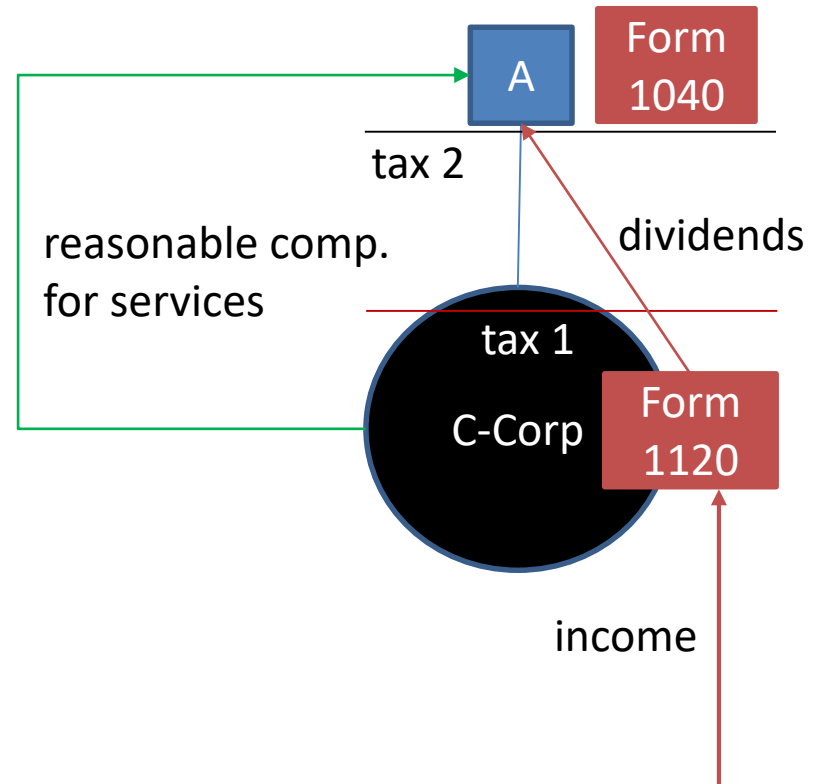 A
Form
1040
tax 2
dividends
reasonable comp.
for services
tax 1
C-Corp
Form
1120
income